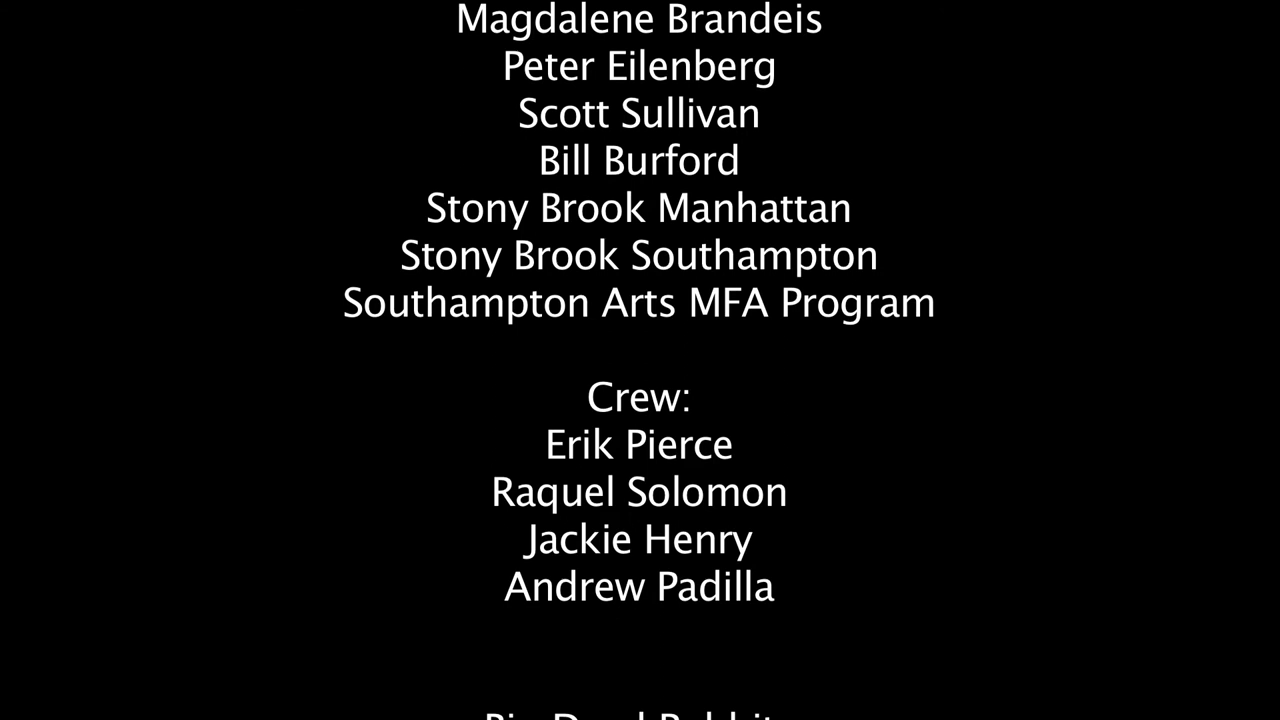 Magdalene Brandeis
Peter Eilenberg
Scott Sullivan
Bill Burford
Stony Brook Manhattan
Stony Brook Southampton
Southampton Arts MFA Program
Crew:
Erik Pierce
Raquel Solomon
Jackie Henry
Andrew Padilla